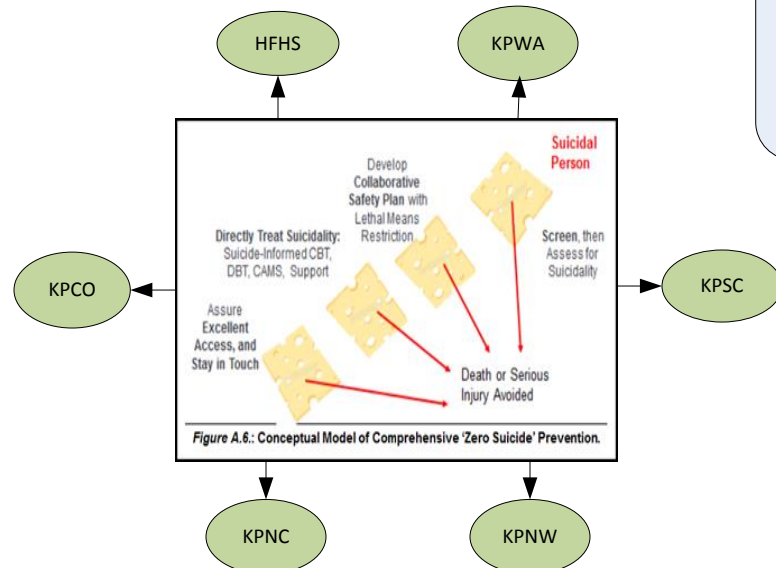 HFHS
KPWA
Suicidal
Person
Develop
Collaborative
Safety Plan with
Lethal Means
Restriction
Screen, then
Assess for
Suicidality
Directly Treat Suicidality:
Suicide-Informed CBT,
DBT, CAMS, Support
KPCO
KPSC
Assure
Excellent
Access, and
Stay in Touch
Death or Serious
Injury Avoided
Figure A.6.: Conceptual Model of Comprehensive 'Zero Suicide' Prevention.
KPNC
KPNW